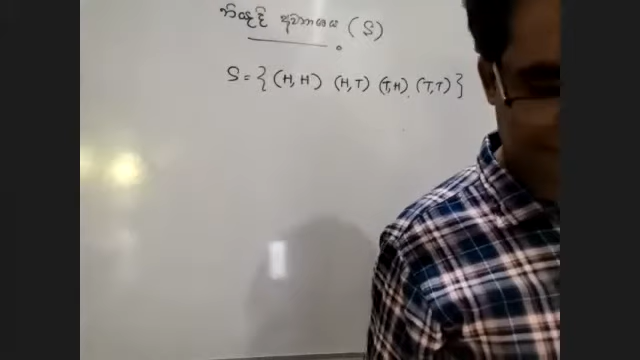 නියැදි අවකාශය (S)
S = { (H, H) (H, T) (T, H), (T, T) }